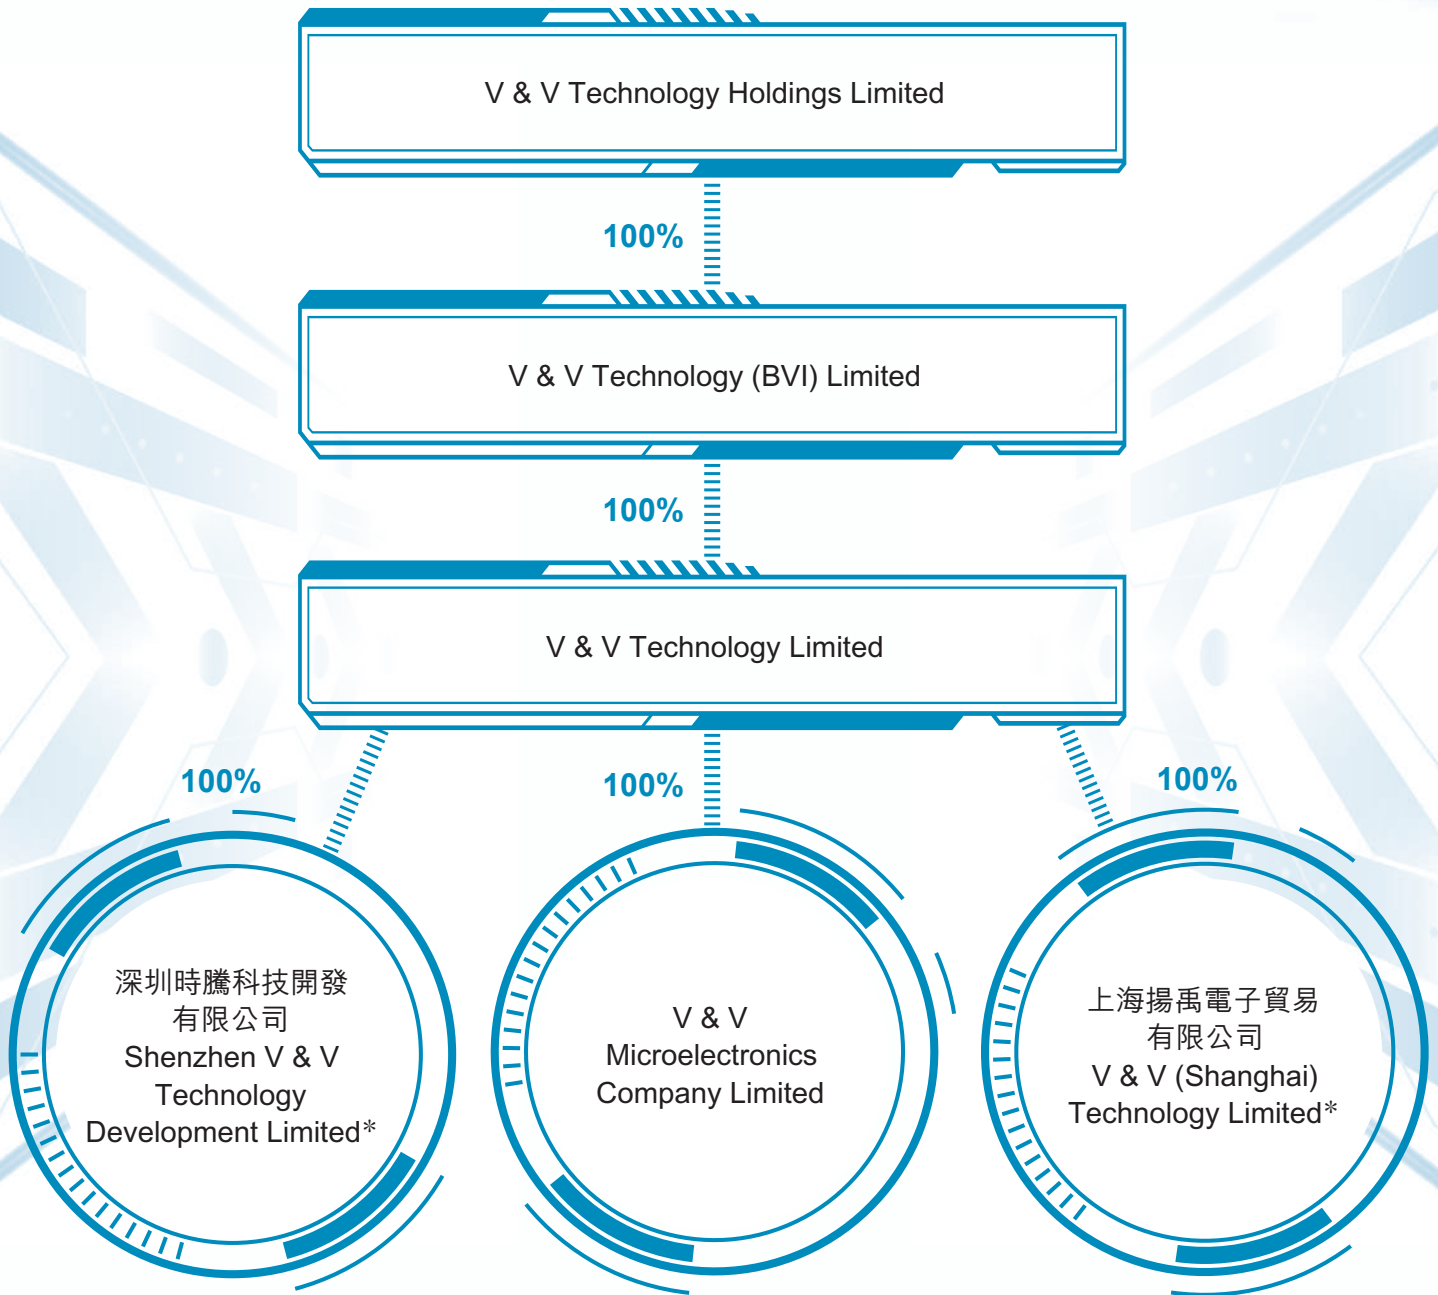 V & V Technology Holdings Limited
100%
V & V Technology (BVI) Limited
100%
V & V Technology Limited
100%
100%
100%
深圳時騰科技開發
有限公司
Shenzhen V & V
Technology
Development Limited*
V & V
Microelectronics
Company Limited
上海揚禹電子貿易
有限公司
V & V (Shanghai)
Technology Limited*